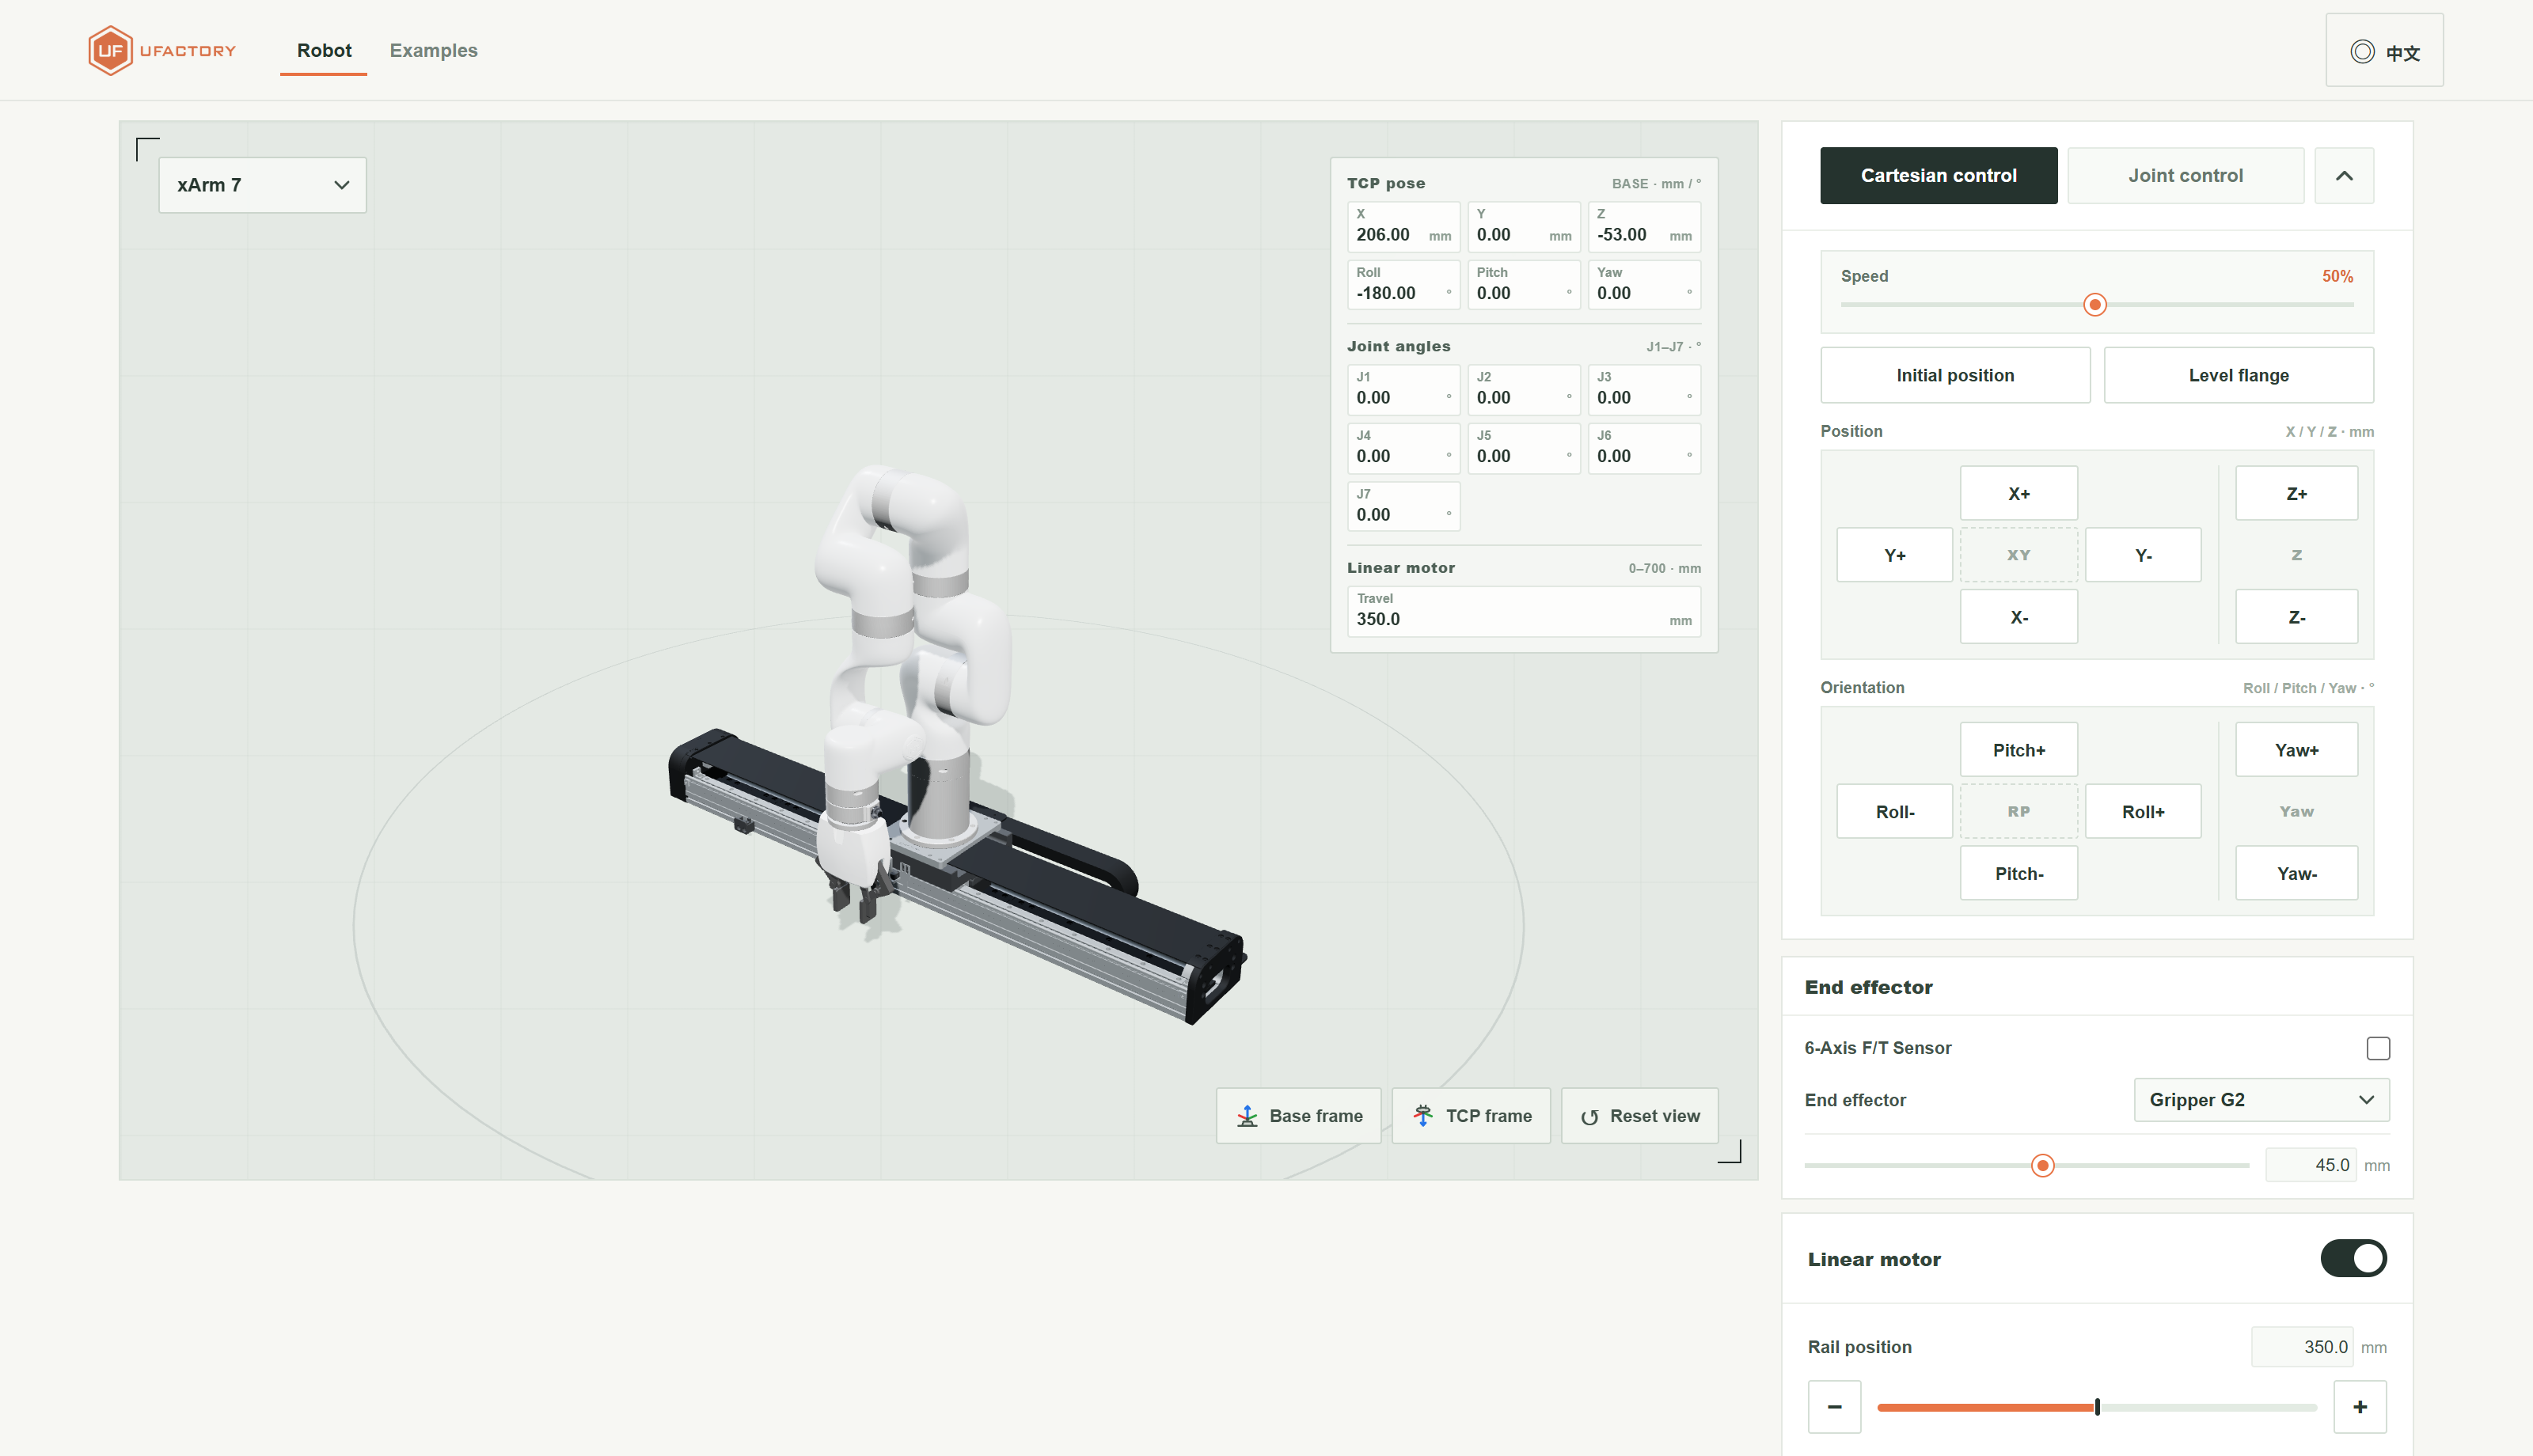 UF UFACTORY
Robot
Examples
中文
xArm 7
TCP pose
BASE · mm / °
X
206.00 mm
Y
0.00 mm
Z
-53.00 mm
Roll
-180.00 °
Pitch
0.00 °
Yaw
0.00 °
Joint angles
J1–J7 · °
J1
0.00 °
J2
0.00 °
J3
0.00 °
J4
0.00 °
J5
0.00 °
J6
0.00 °
J7
0.00 °
Linear motor
0–700 · mm
Travel
350.0 mm
Base frame
TCP frame
Reset view
Cartesian control
Joint control
Speed
50%
Initial position
Level flange
Position
X / Y / Z · mm
X+
Z+
Y+
XY
Y-
Z
X-
Z-
Orientation
Roll / Pitch / Yaw · °
Pitch+
Yaw+
Roll-
RP
Roll+
Yaw
Pitch-
Yaw-
End effector
6-Axis F/T Sensor
End effector
Gripper G2
45.0 mm
Linear motor
Rail position
350.0 mm
−
+